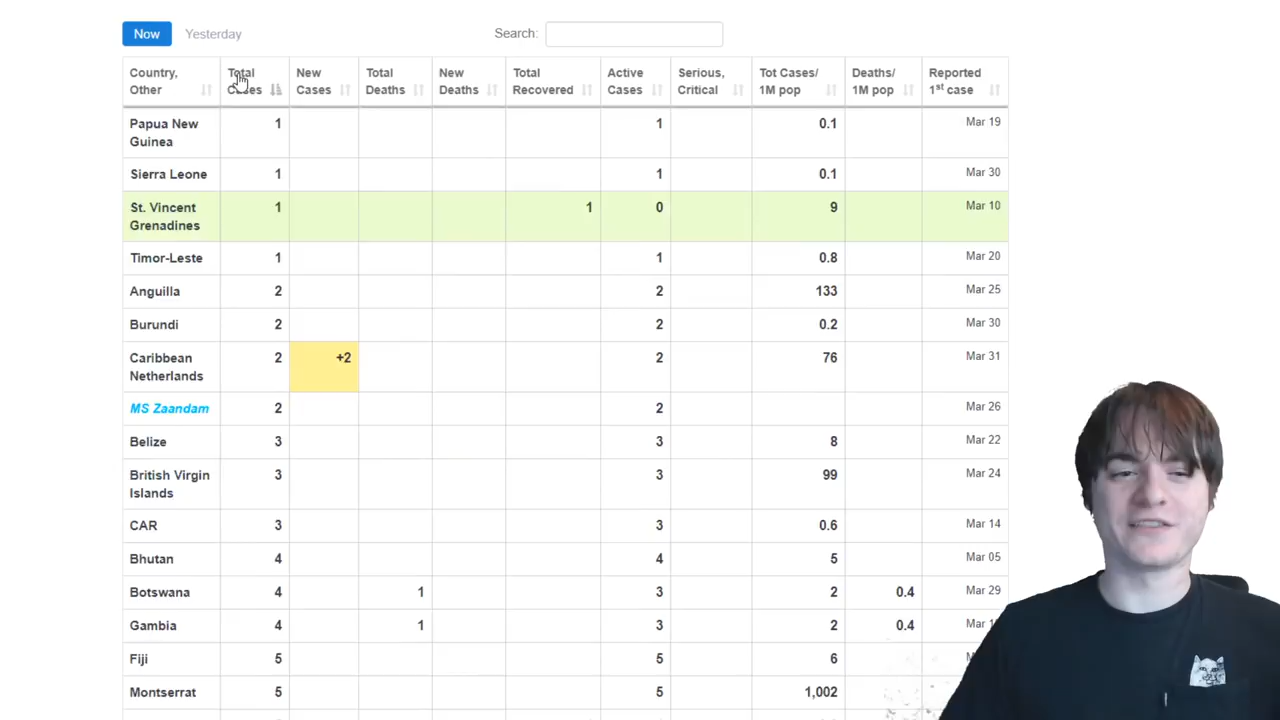 Now Yesterday Search:
Country, Other Total Cases New Cases Total Deaths New Deaths Total Recovered Active Cases Serious, Critical Tot Cases/ 1M pop Deaths/ 1M pop Reported 1st case
Papua New Guinea 1 1 0.1 Mar 19
Sierra Leone 1 1 0.1 Mar 30
St. Vincent Grenadines 1 1 0 9 Mar 10
Timor-Leste 1 1 0.8 Mar 20
Anguilla 2 2 133 Mar 25
Burundi 2 2 0.2 Mar 30
Caribbean Netherlands 2 +2 2 76 Mar 31
MS Zaandam 2 2 Mar 26
Belize 3 3 8 Mar 22
British Virgin Islands 3 3 99 Mar 24
CAR 3 3 0.6 Mar 14
Bhutan 4 4 5 Mar 05
Botswana 4 1 3 2 0.4 Mar 29
Gambia 4 1 3 2 0.4 Mar
Fiji 5 5 6
Montserrat 5 5 1,002